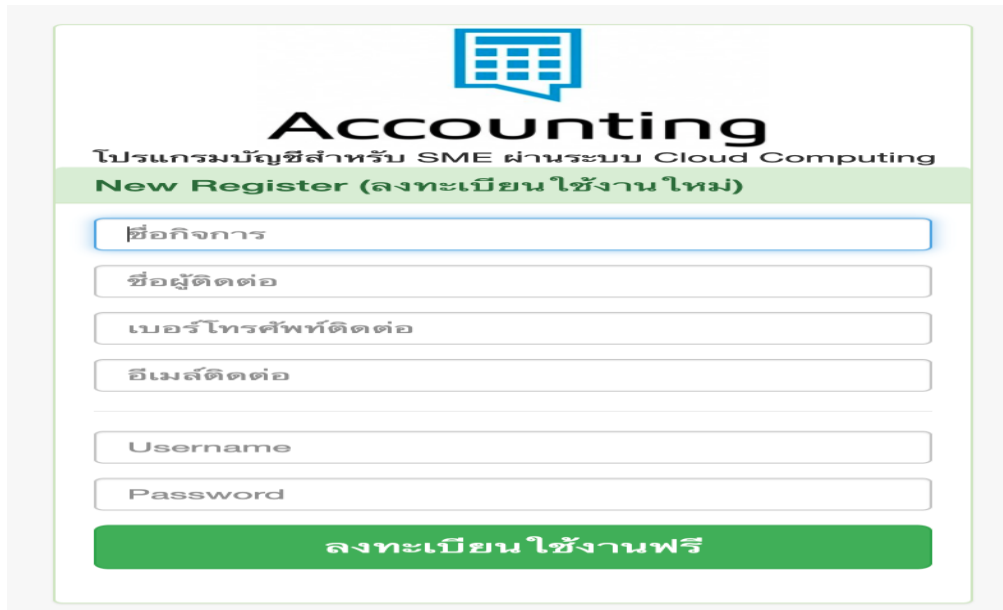 Accounting
โปรแกรมบัญชีสำหรับ SME ผ่านระบบ Cloud Computing
New Register (ลงทะเบียนใช้งานใหม่)
ชื่อกิจการ
ชื่อผู้ติดต่อ
เบอร์โทรศัพท์ติดต่อ
อีเมล์ติดต่อ
Username
Password
ลงทะเบียนใช้งานฟรี